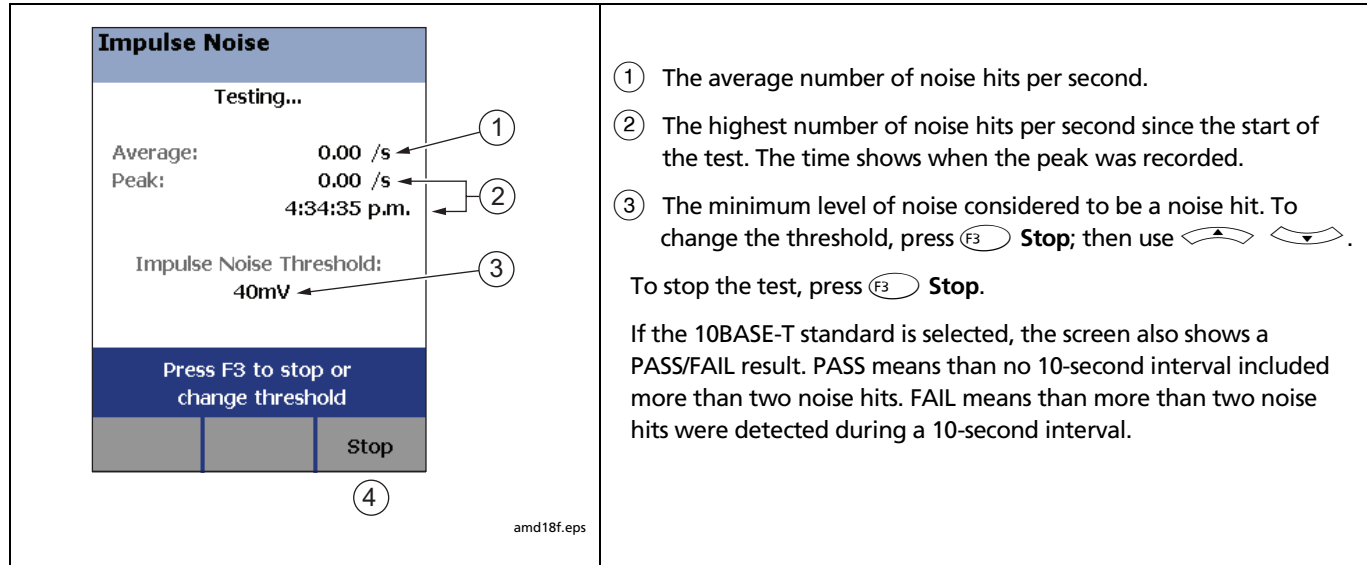 Impulse Noise
Testing...
Average: 0.00 /s
Peak: 0.00 /s
4:34:35 p.m.
Impulse Noise Threshold:
40mV
Press F3 to stop or
change threshold
Stop
1
2
3
4
amd18f.eps
1 The average number of noise hits per second.
2 The highest number of noise hits per second since the start of
the test. The time shows when the peak was recorded.
3 The minimum level of noise considered to be a noise hit. To
change the threshold, press F3 Stop; then use .
To stop the test, press F3 Stop.
If the 10BASE-T standard is selected, the screen also shows a
PASS/FAIL result. PASS means than no 10-second interval included
more than two noise hits. FAIL means than more than two noise
hits were detected during a 10-second interval.